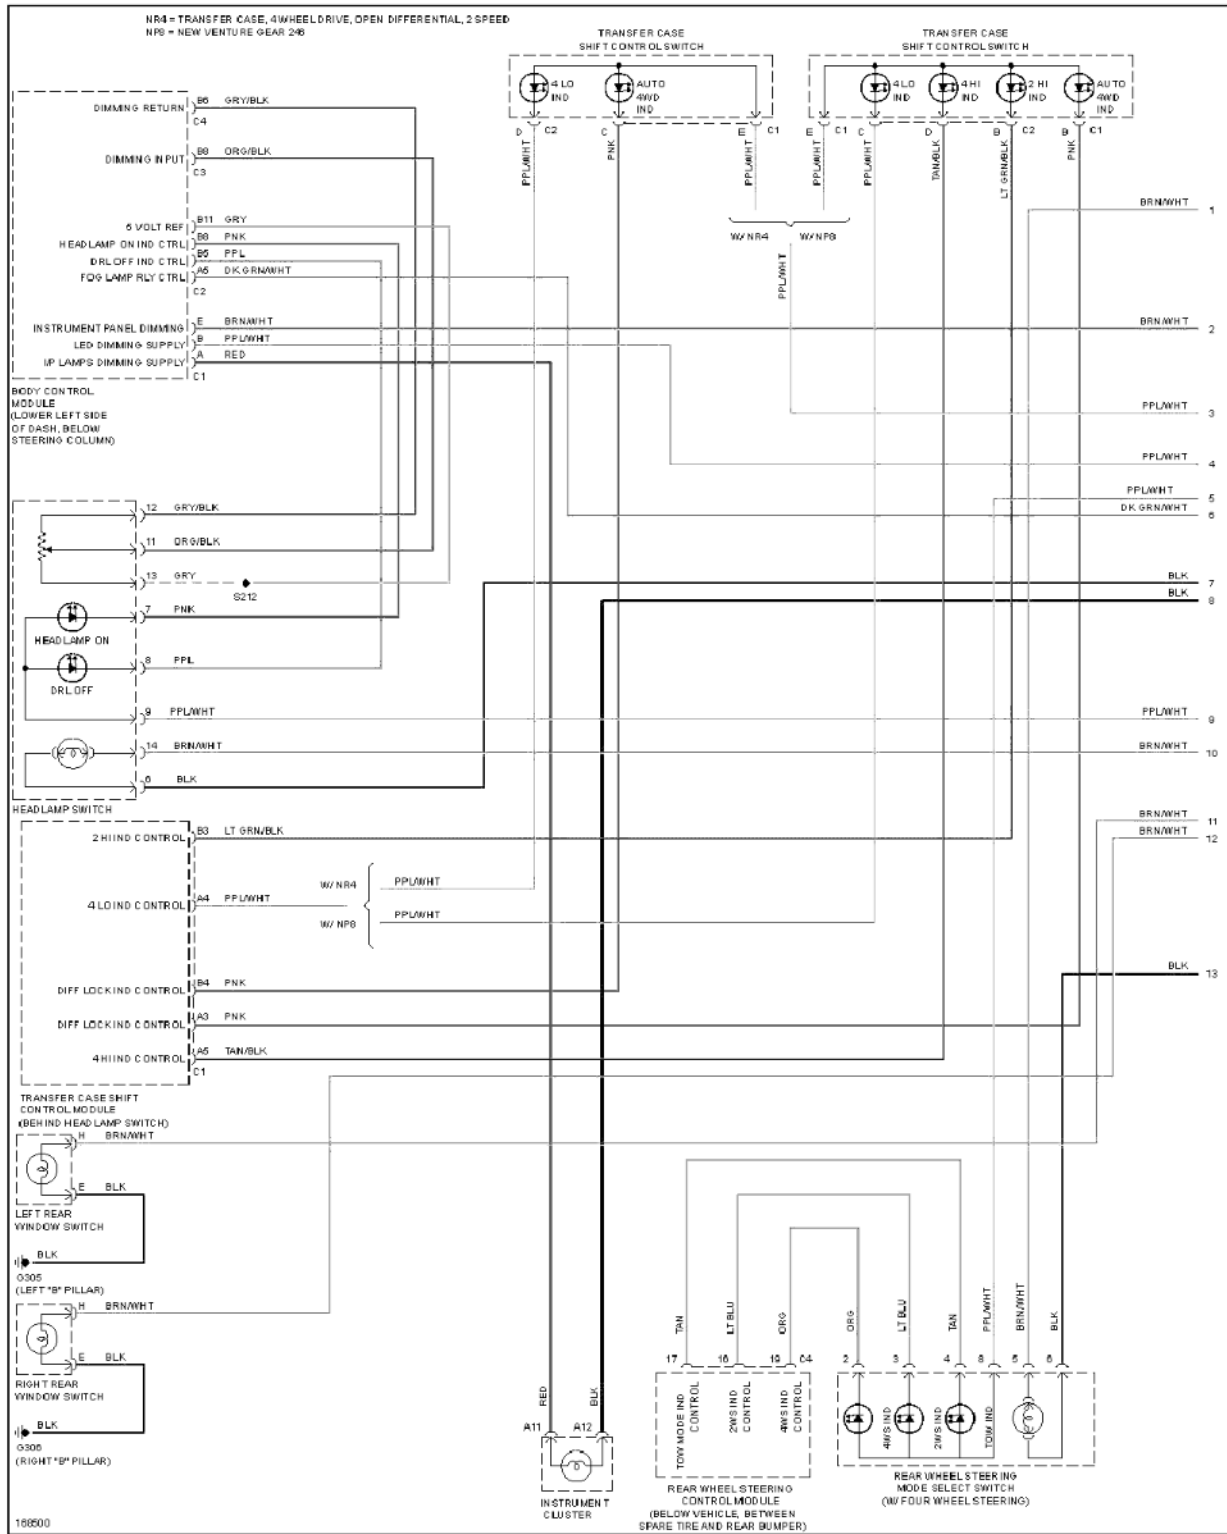 NR4 = TRANSFER CASE, 4 WHEEL DRIVE, OPEN DIFFERENTIAL, 2 SPEED
NP8 = NEW VENTURE GEAR 246
TRANSFER CASE
SHIFT CONTROL SWITCH
4 LO
IND
AUTO
4WD
IND
D
C2
C
E
C1
PPL/WHT
PNK
PPL/WHT
TRANSFER CASE
SHIFT CONTROL SWITCH
4 LO
IND
4 HI
IND
2 HI
IND
AUTO
4WD
IND
E
C1
C
D
B
C2
B
C1
PPL/WHT
PPL/WHT
TAN/BLK
LT GRN/BLK
PNK
W/ NR4
W/ NP8
PPL/WHT
DIMMING RETURN
B6
GRY/BLK
C4
DIMMING INPUT
B8
ORG/BLK
C3
5 VOLT REF
B11
GRY
HEADLAMP ON IND CTRL
B8
PNK
DRL OFF IND CTRL
B5
PPL
FOG LAMP RLY CTRL
A5
DK GRN/WHT
C2
INSTRUMENT PANEL DIMMING
E
BRN/WHT
LED DIMMING SUPPLY
B
PPL/WHT
I/P LAMPS DIMMING SUPPLY
A
RED
C1
BODY CONTROL
MODULE
(LOWER LEFT SIDE
OF DASH, BELOW
STEERING COLUMN)
BRN/WHT 1
BRN/WHT 2
PPL/WHT 3
PPL/WHT 4
PPL/WHT 5
DK GRN/WHT 6
BLK 7
BLK 8
PPL/WHT 9
BRN/WHT 10
BRN/WHT 11
BRN/WHT 12
BLK 13
12
GRY/BLK
11
ORG/BLK
13
GRY
S212
7
PNK
HEADLAMP ON
8
PPL
DRL OFF
9
PPL/WHT
14
BRN/WHT
6
BLK
HEADLAMP SWITCH
2 HI IND CONTROL
B3
LT GRN/BLK
4 LO IND CONTROL
A4
PPL/WHT
W/ NR4
PPL/WHT
W/ NP8
PPL/WHT
DIFF LOCK IND CONTROL
B4
PNK
DIFF LOCK IND CONTROL
A3
PNK
4 HI IND CONTROL
A5
TAN/BLK
C1
TRANSFER CASE SHIFT
CONTROL MODULE
(BEHIND HEADLAMP SWITCH)
H
BRN/WHT
E
BLK
LEFT REAR
WINDOW SWITCH
BLK
G305
(LEFT "B" PILLAR)
H
BRN/WHT
E
BLK
RIGHT REAR
WINDOW SWITCH
BLK
G306
(RIGHT "B" PILLAR)
RED
BLK
A11
A12
INSTRUMENT
CLUSTER
TAN
LT BLU
ORG
17
16
19
C4
TOW MODE IND
CONTROL
2WS IND
CONTROL
4WS IND
CONTROL
REAR WHEEL STEERING
CONTROL MODULE
(BELOW VEHICLE, BETWEEN
SPARE TIRE AND REAR BUMPER)
ORG
LT BLU
TAN
PPL/WHT
BRN/WHT
BLK
2
3
4
8
5
6
4WS IND
2WS IND
TOW IND
REAR WHEEL STEERING
MODE SELECT SWITCH
(W/ FOUR WHEEL STEERING)
168500